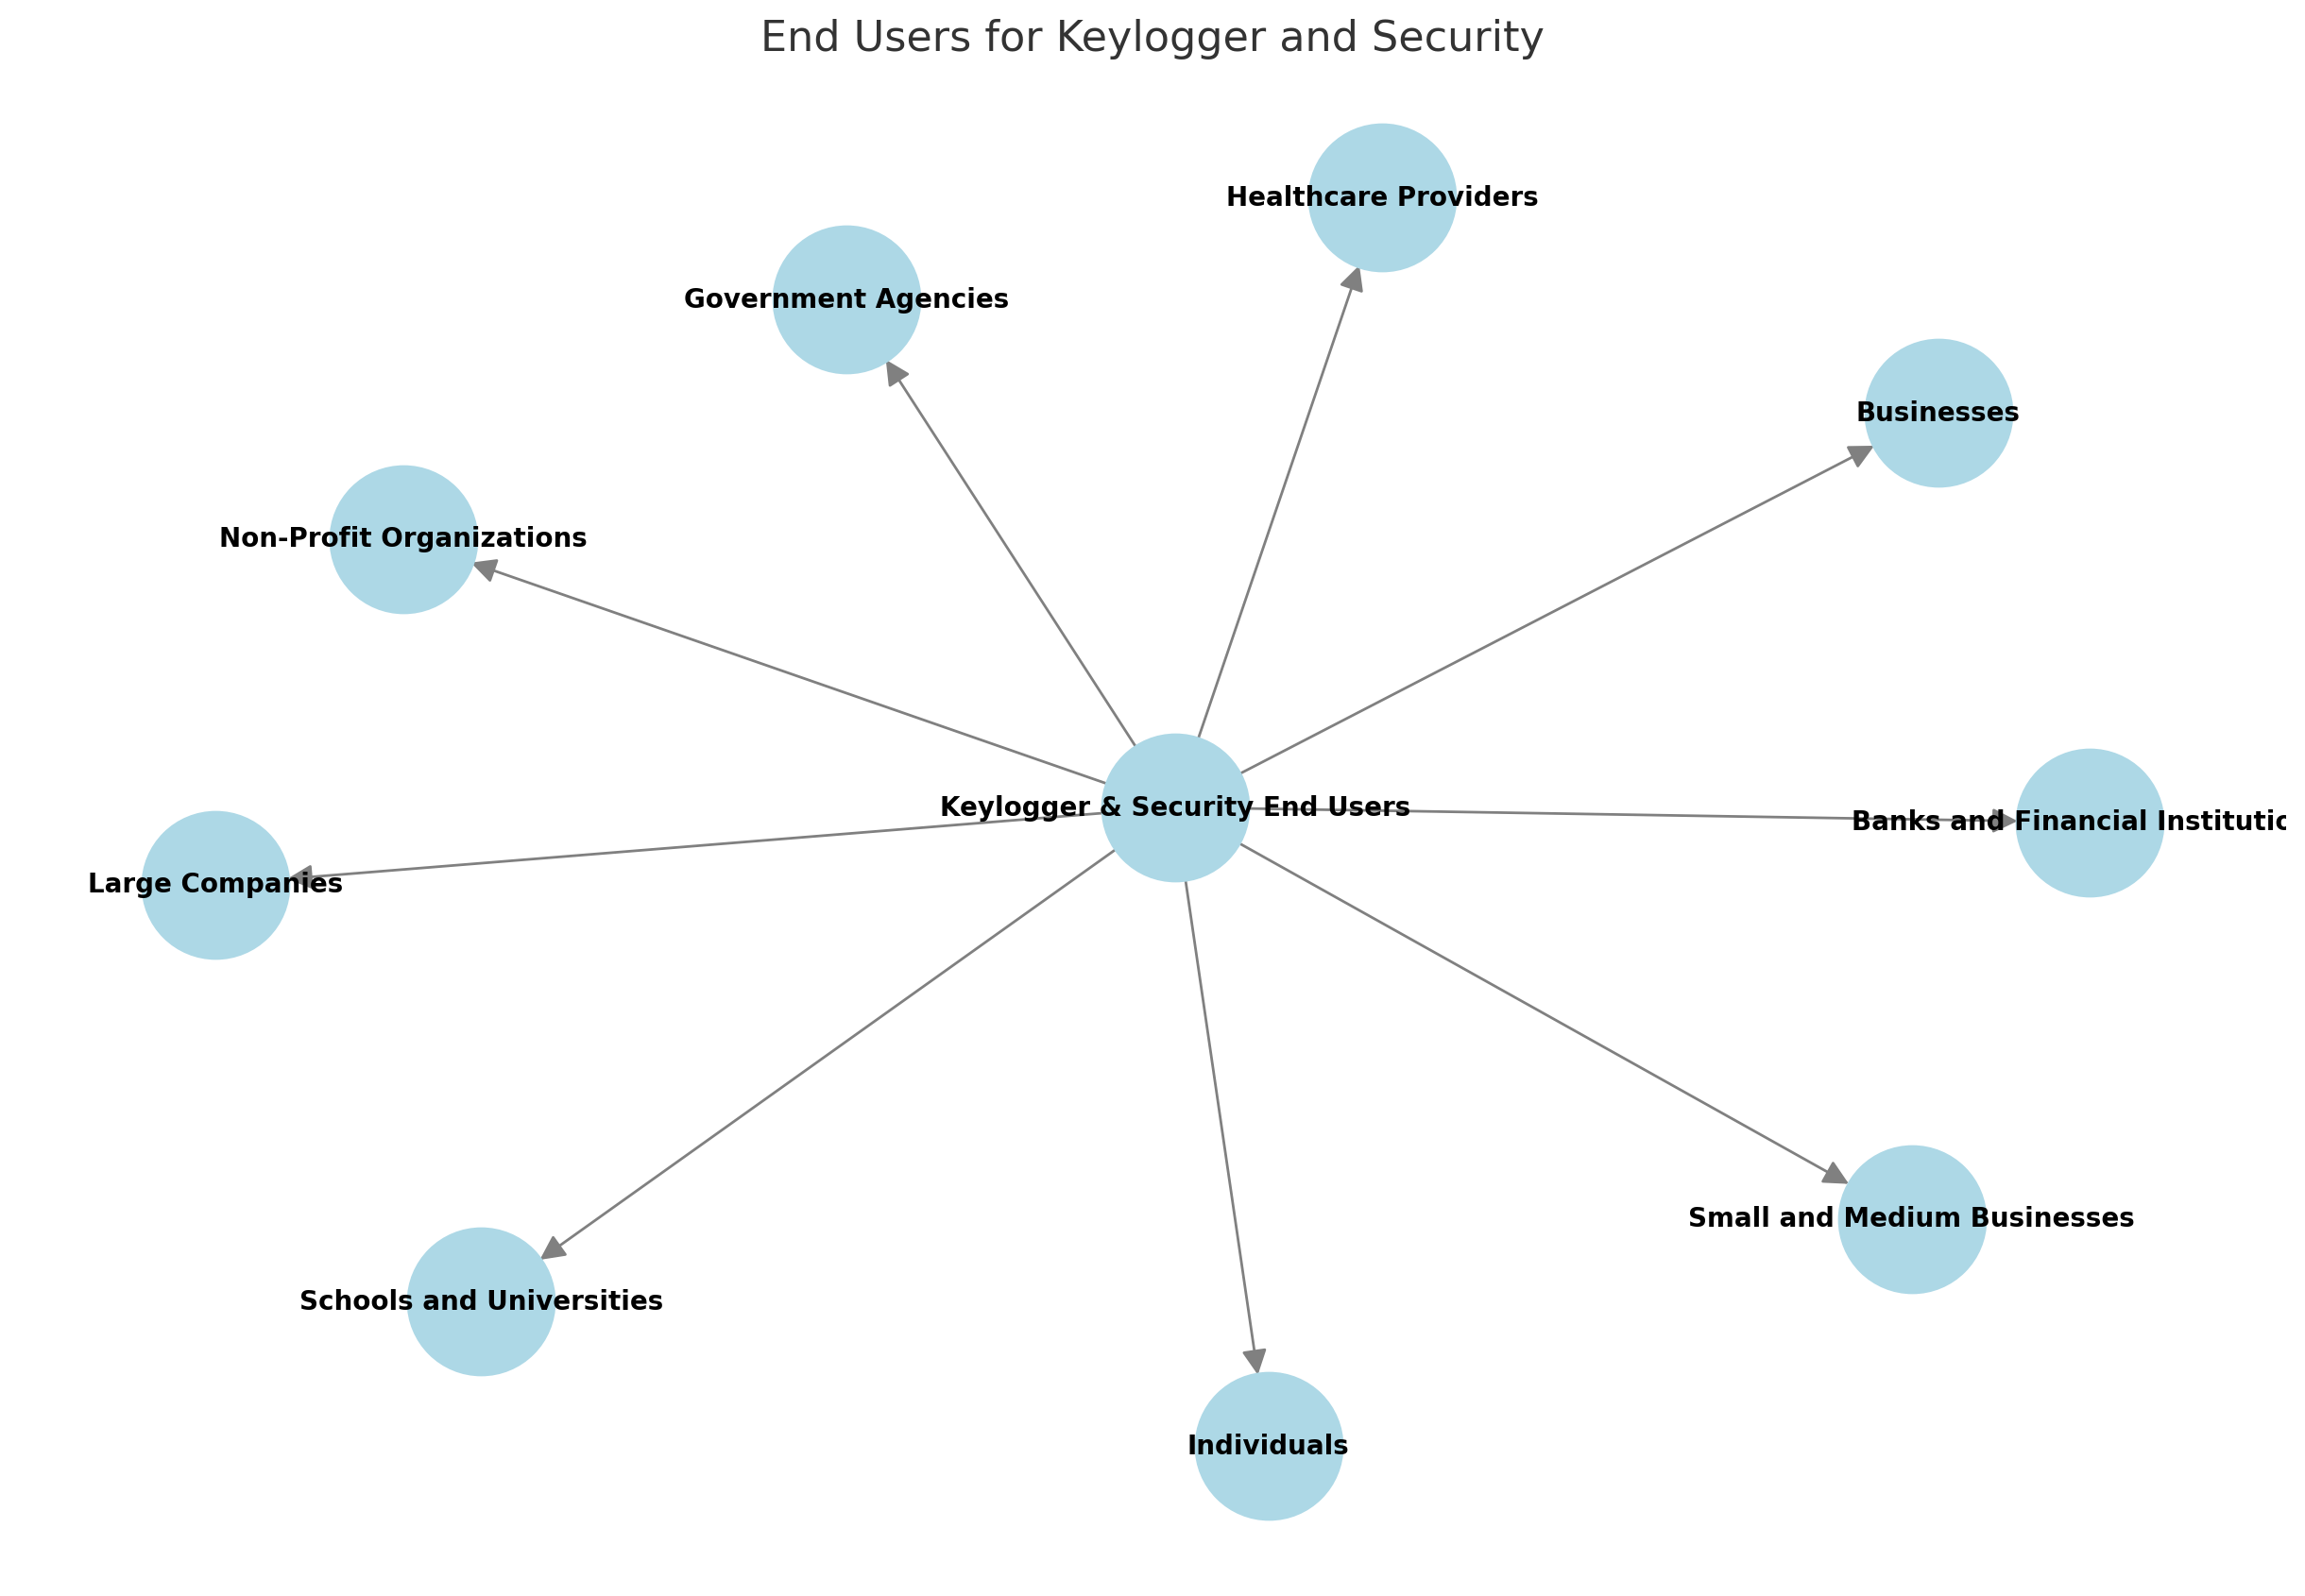 End Users for Keylogger and Security
Healthcare Providers
Government Agencies
Businesses
Non-Profit Organizations
Keylogger & Security End Users
Banks and Financial Institutic
Large Companies
Small and Medium Businesses
Schools and Universities
Individuals